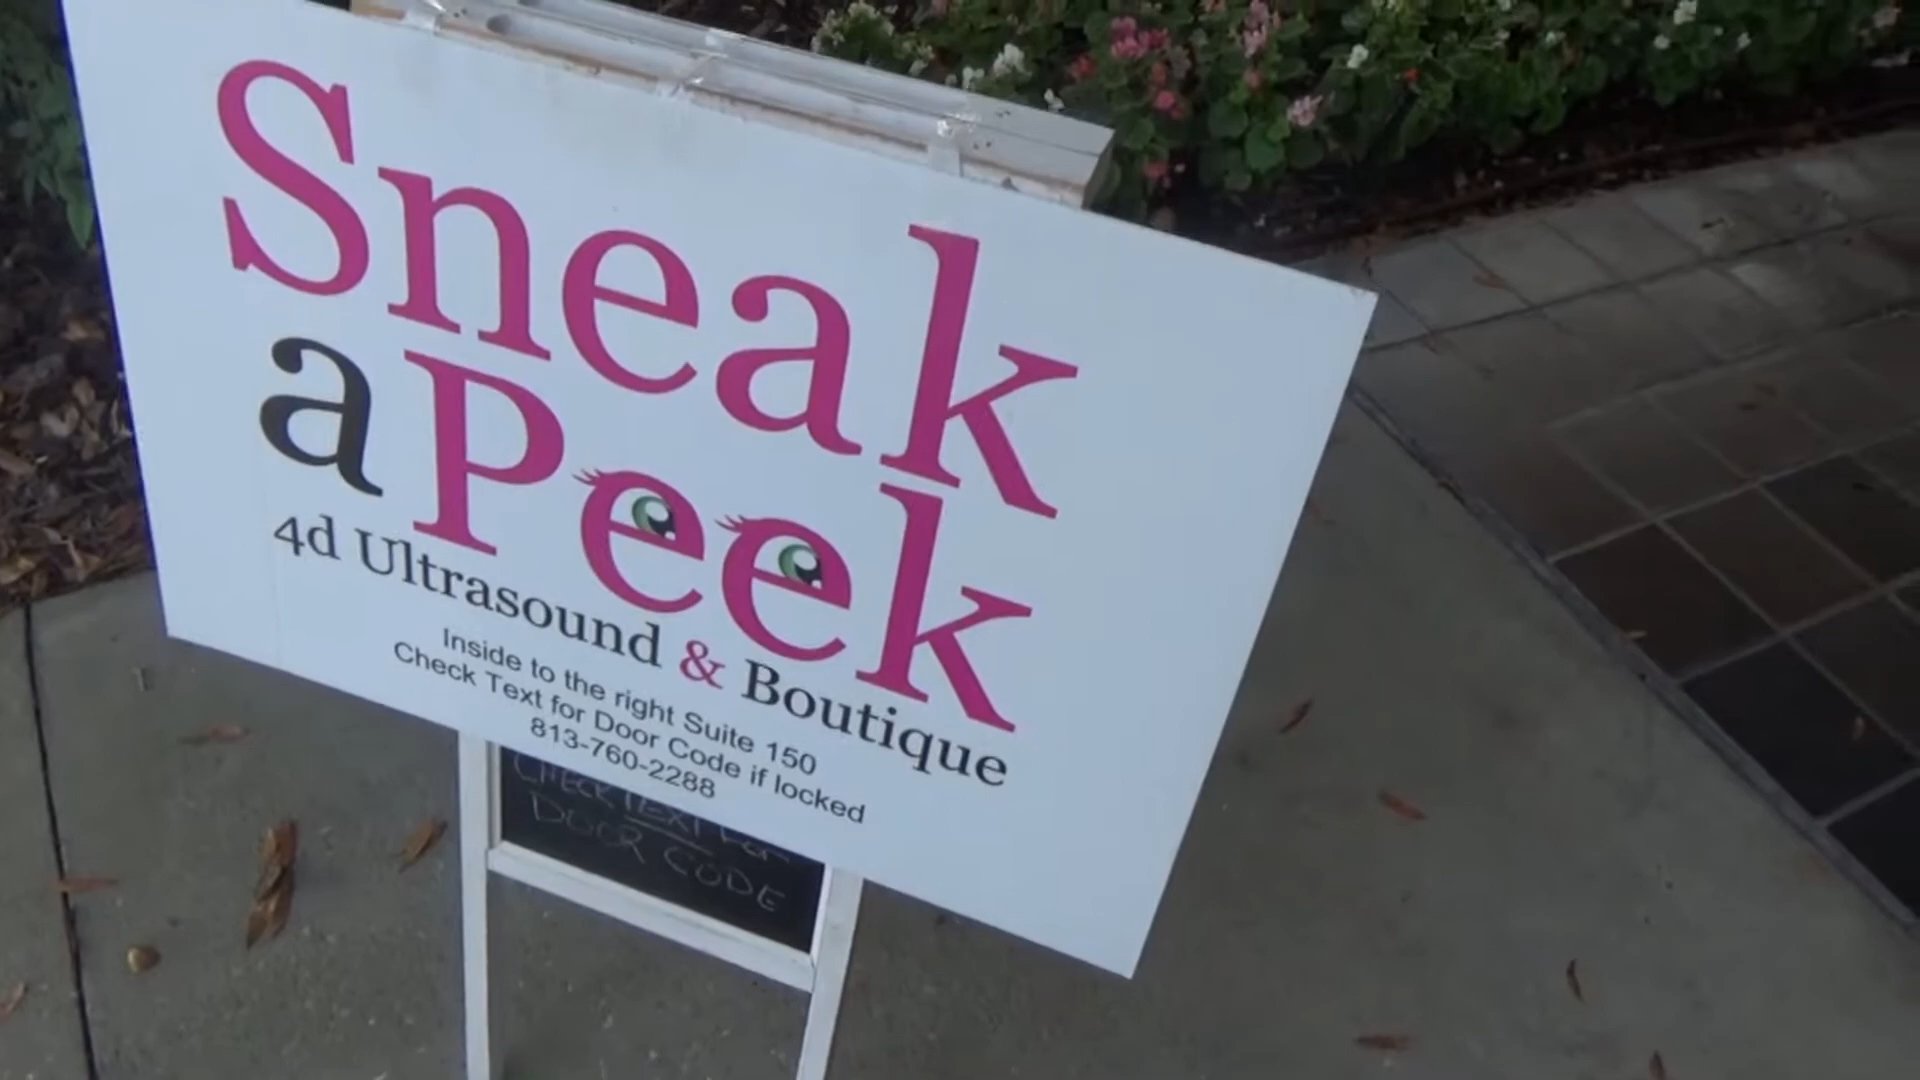 Sneak
a Peek
4d Ultrasound & Boutique
Inside to the right Suite 150
Check Text for Door Code if locked
813-760-2288
CHECK TEXT FOR
DOOR CODE